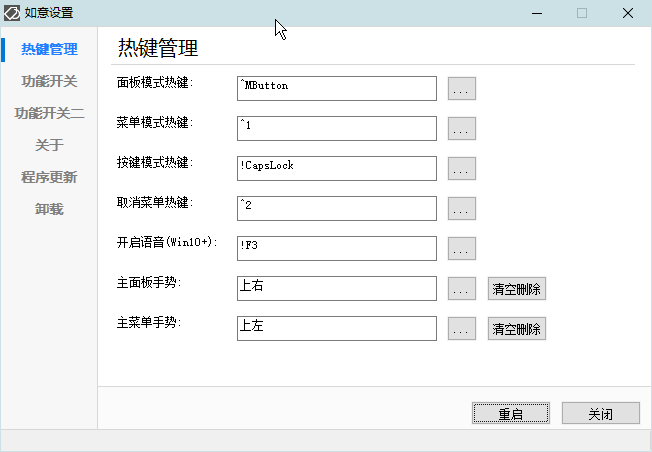 如意设置
热键管理
功能开关
功能开关二
关于
程序更新
卸载
热键管理
面板模式热键: ^MButton ...
菜单模式热键: ^1 ...
按键模式热键: !CapsLock ...
取消菜单热键: ^2 ...
开启语音(Win10+): !F3 ...
主面板手势: 上右 ... 清空删除
主菜单手势: 上左 ... 清空删除
重启 关闭